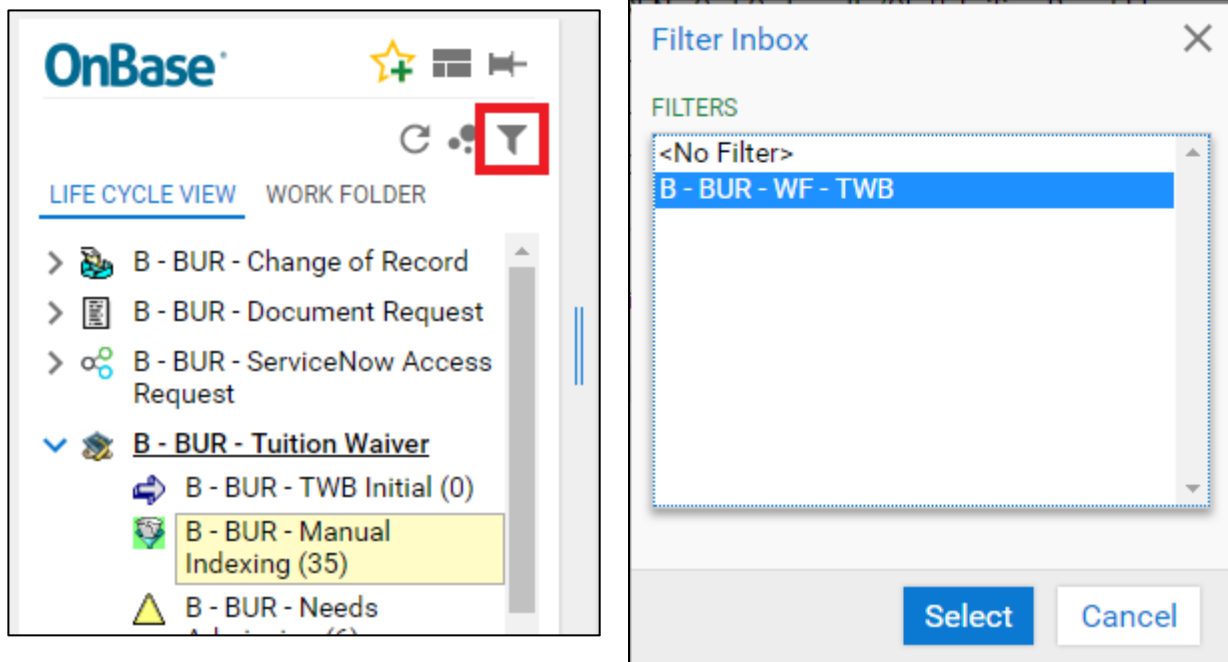 OnBase
LIFE CYCLE VIEW WORK FOLDER
B - BUR - Change of Record
B - BUR - Document Request
B - BUR - ServiceNow Access
Request
B - BUR - Tuition Waiver
B - BUR - TWB Initial (0)
B - BUR - Manual
Indexing (35)
B - BUR - Needs
Filter Inbox
FILTERS
<No Filter>
B - BUR - WF - TWB
Select Cancel